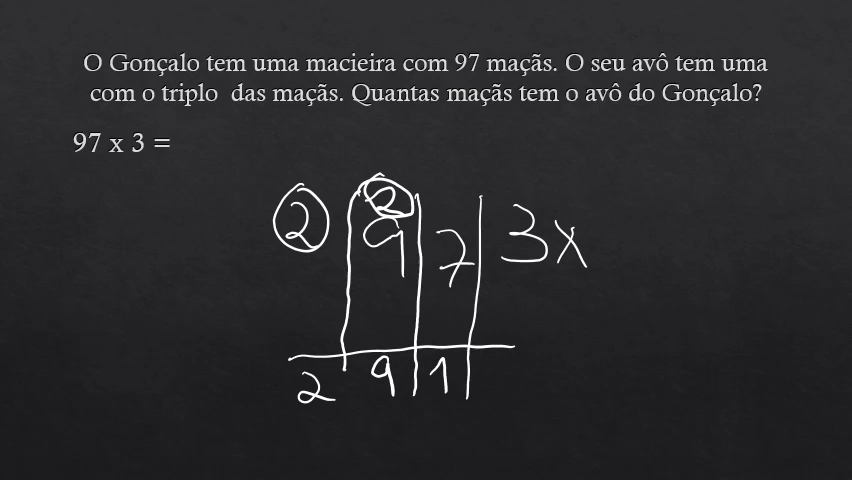 O Gonçalo tem uma macieira com 97 maçãs. O seu avô tem uma
com o triplo das maçãs. Quantas maçãs tem o avô do Gonçalo?
97 x 3 =
2
2 9 7 3x
2 9 1